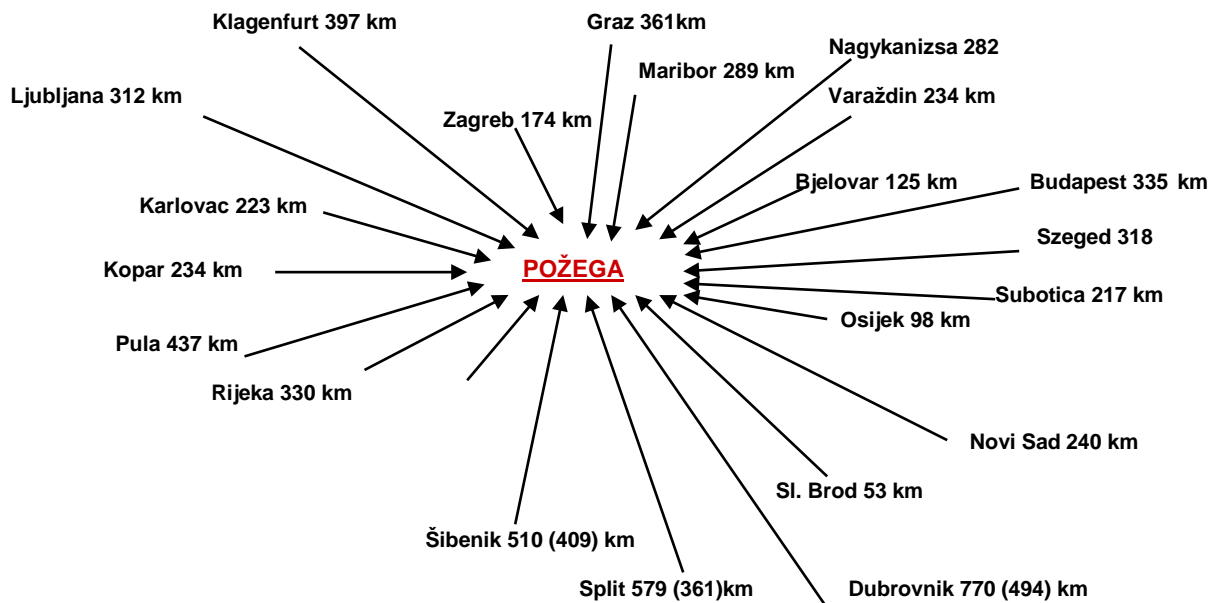 Klagenfurt 397 km
Graz 361km
Nagykanizsa 282
Maribor 289 km
Ljubljana 312 km
Varaždin 234 km
Zagreb 174 km
Bjelovar 125 km
Budapest 335 km
Karlovac 223 km
Szeged 318
Kopar 234 km
POŽEGA
Subotica 217 km
Osijek 98 km
Pula 437 km
Rijeka 330 km
Novi Sad 240 km
Sl. Brod 53 km
Šibenik 510 (409) km
Split 579 (361)km
Dubrovnik 770 (494) km